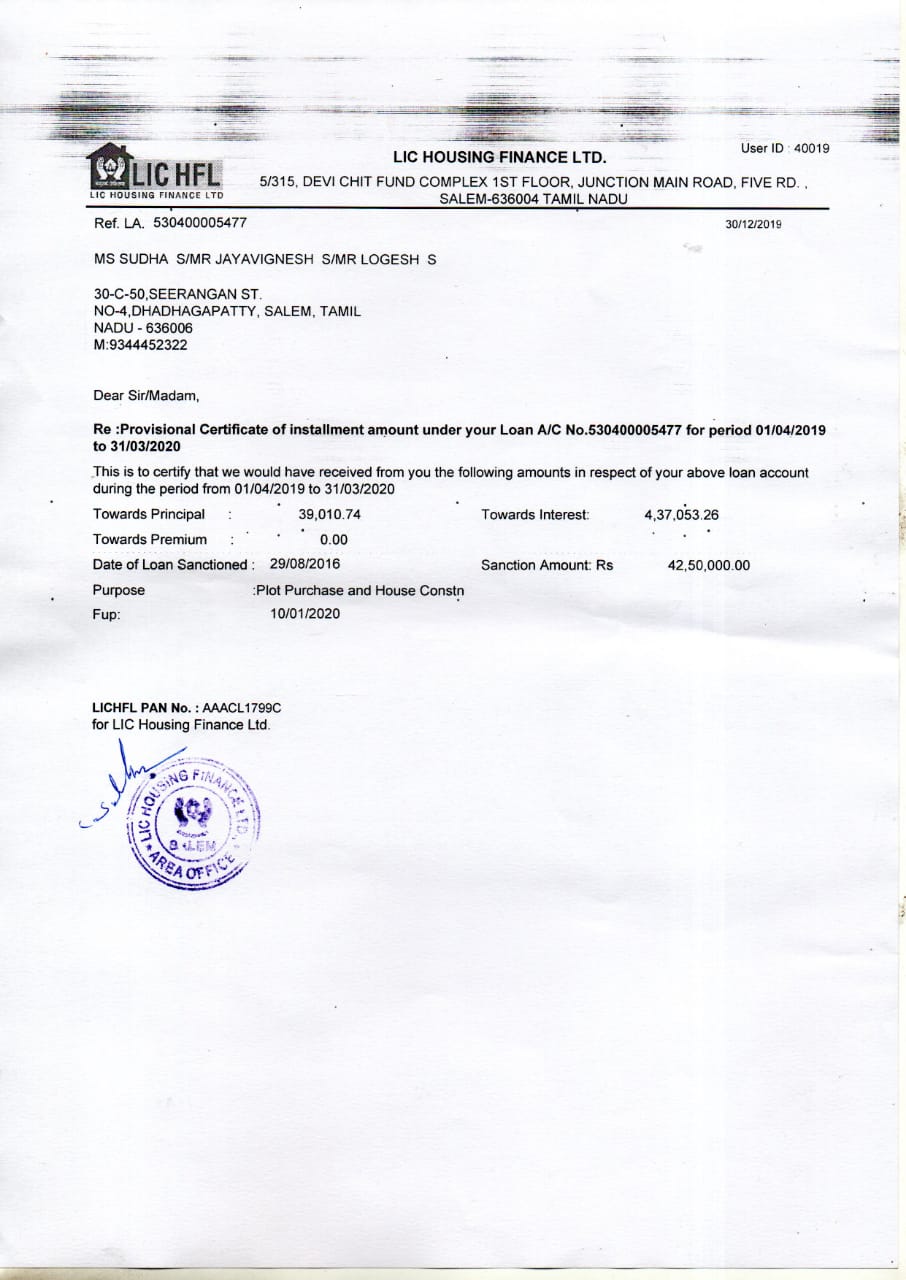 User ID : 40019
LIC HFL
LIC HOUSING FINANCE LTD
LIC HOUSING FINANCE LTD.
5/315, DEVI CHIT FUND COMPLEX 1ST FLOOR, JUNCTION MAIN ROAD, FIVE RD. ,
SALEM-636004 TAMIL NADU
Ref. LA. 530400005477
30/12/2019
MS SUDHA S/MR JAYAVIGNESH S/MR LOGESH S
30-C-50,SEERANGAN ST.
NO-4,DHADHAGAPATTY, SALEM, TAMIL
NADU - 636006
M:9344452322
Dear Sir/Madam,
Re :Provisional Certificate of installment amount under your Loan A/C No.530400005477 for period 01/04/2019
to 31/03/2020
This is to certify that we would have received from you the following amounts in respect of your above loan account
during the period from 01/04/2019 to 31/03/2020
Towards Principal : 39,010.74 Towards Interest: 4,37,053.26
Towards Premium : 0.00
Date of Loan Sanctioned : 29/08/2016 Sanction Amount: Rs 42,50,000.00
Purpose :Plot Purchase and House Constn
Fup: 10/01/2020
LICHFL PAN No. : AAACL1799C
for LIC Housing Finance Ltd.
LIC HOUSING FINANCE LTD.
SALEM
AREA OFFICE